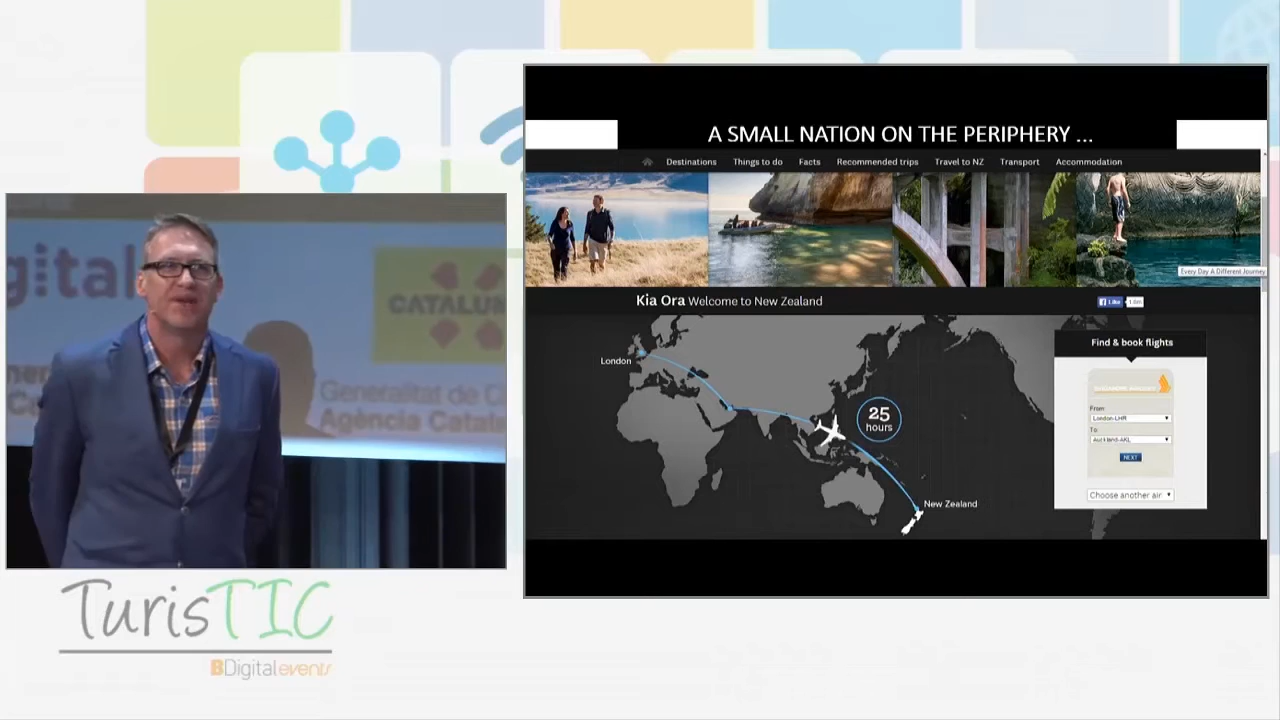 A SMALL NATION ON THE PERIPHERY ...
Destinations Things to do Facts Recommended trips Travel to NZ Transport Accommodation
Every Day A Different Journey
Kia Ora Welcome to New Zealand
Like
London
25
hours
New Zealand
Find & book flights
From:
London-LHR
To:
Auckland-AKL
NEXT
Choose another air
gital
CATALUN
Generalitat de C
Agència Catala
TurisTIC
BDigitalevents